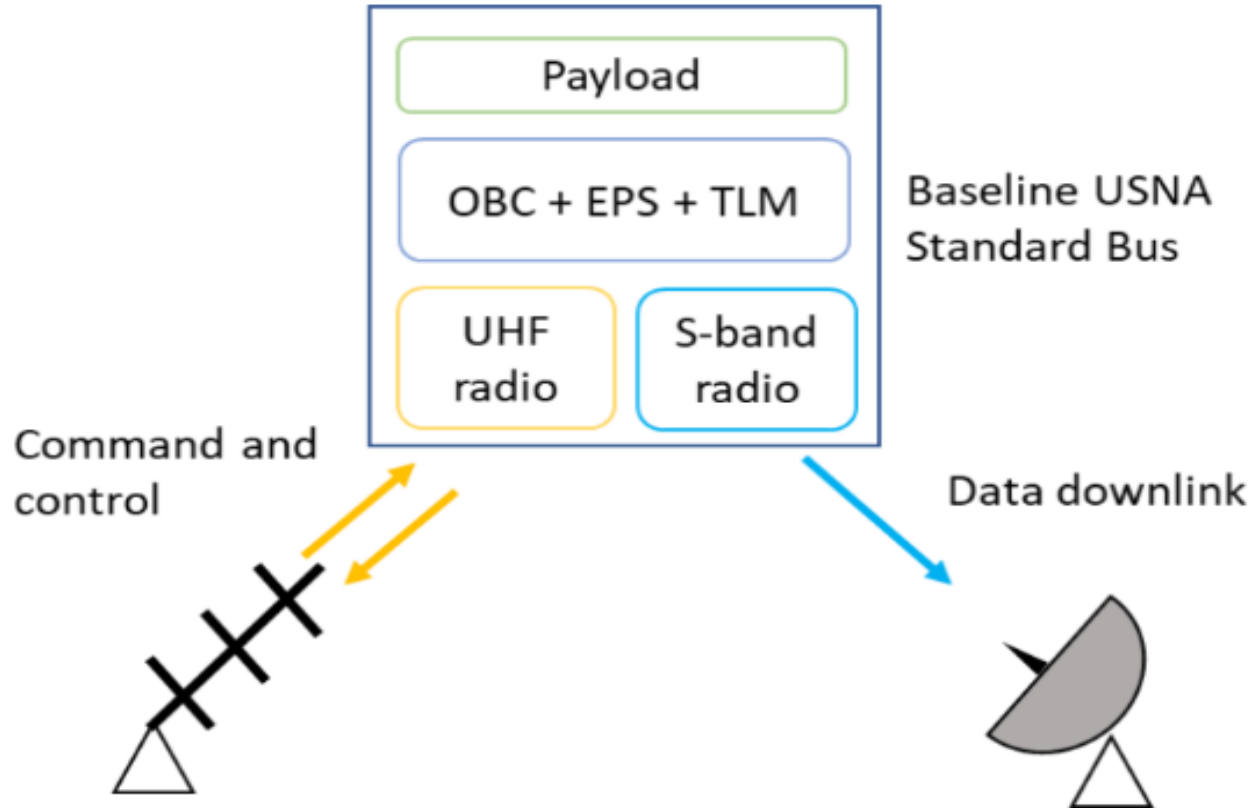 Payload
OBC + EPS + TLM
Baseline USNA
Standard Bus
UHF
radio
S-band
radio
Command and
control
Data downlink